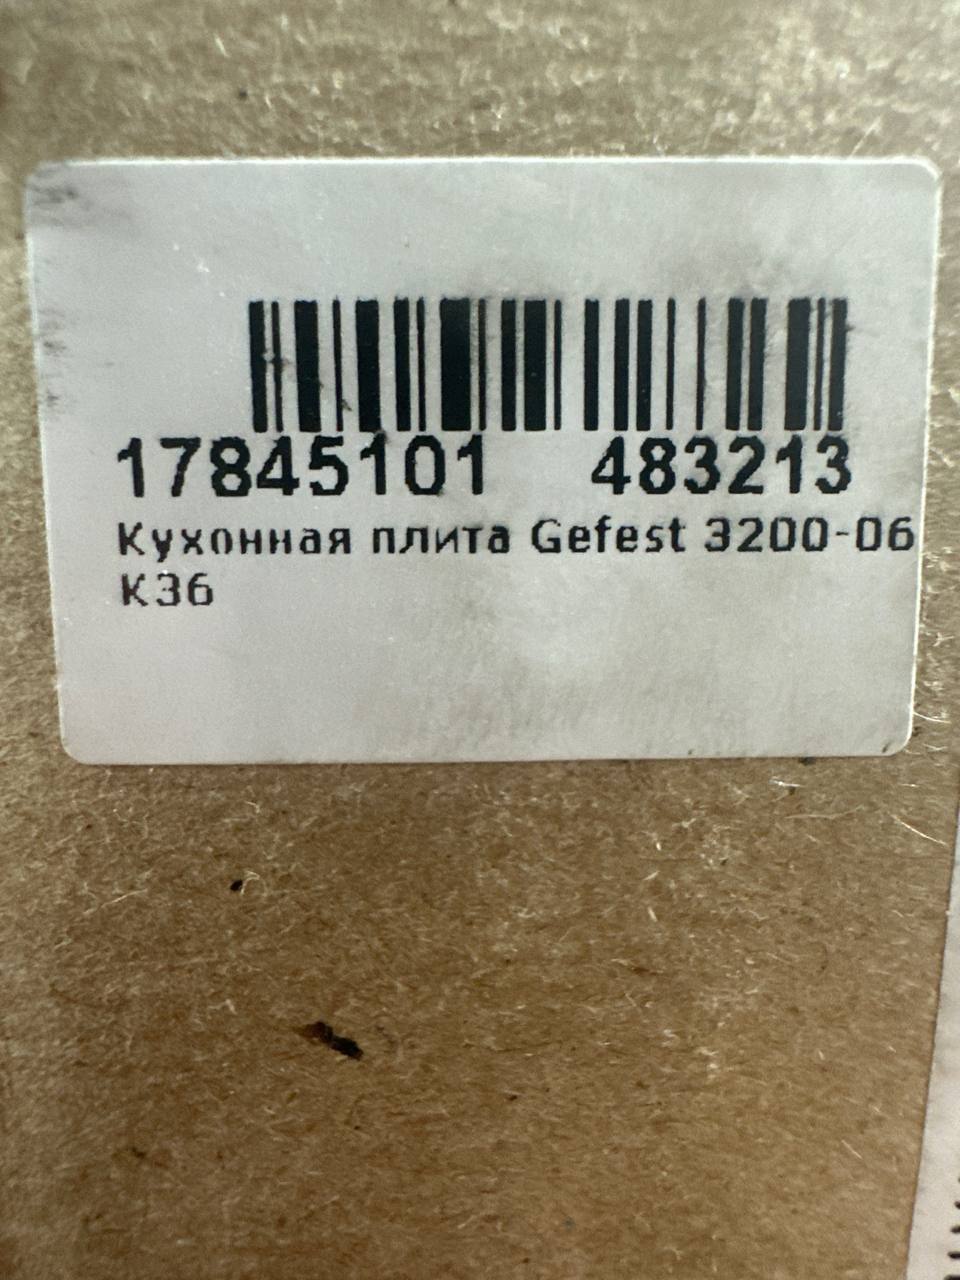 17845101 483213
Кухонная плита Gefest 3200-06
К36